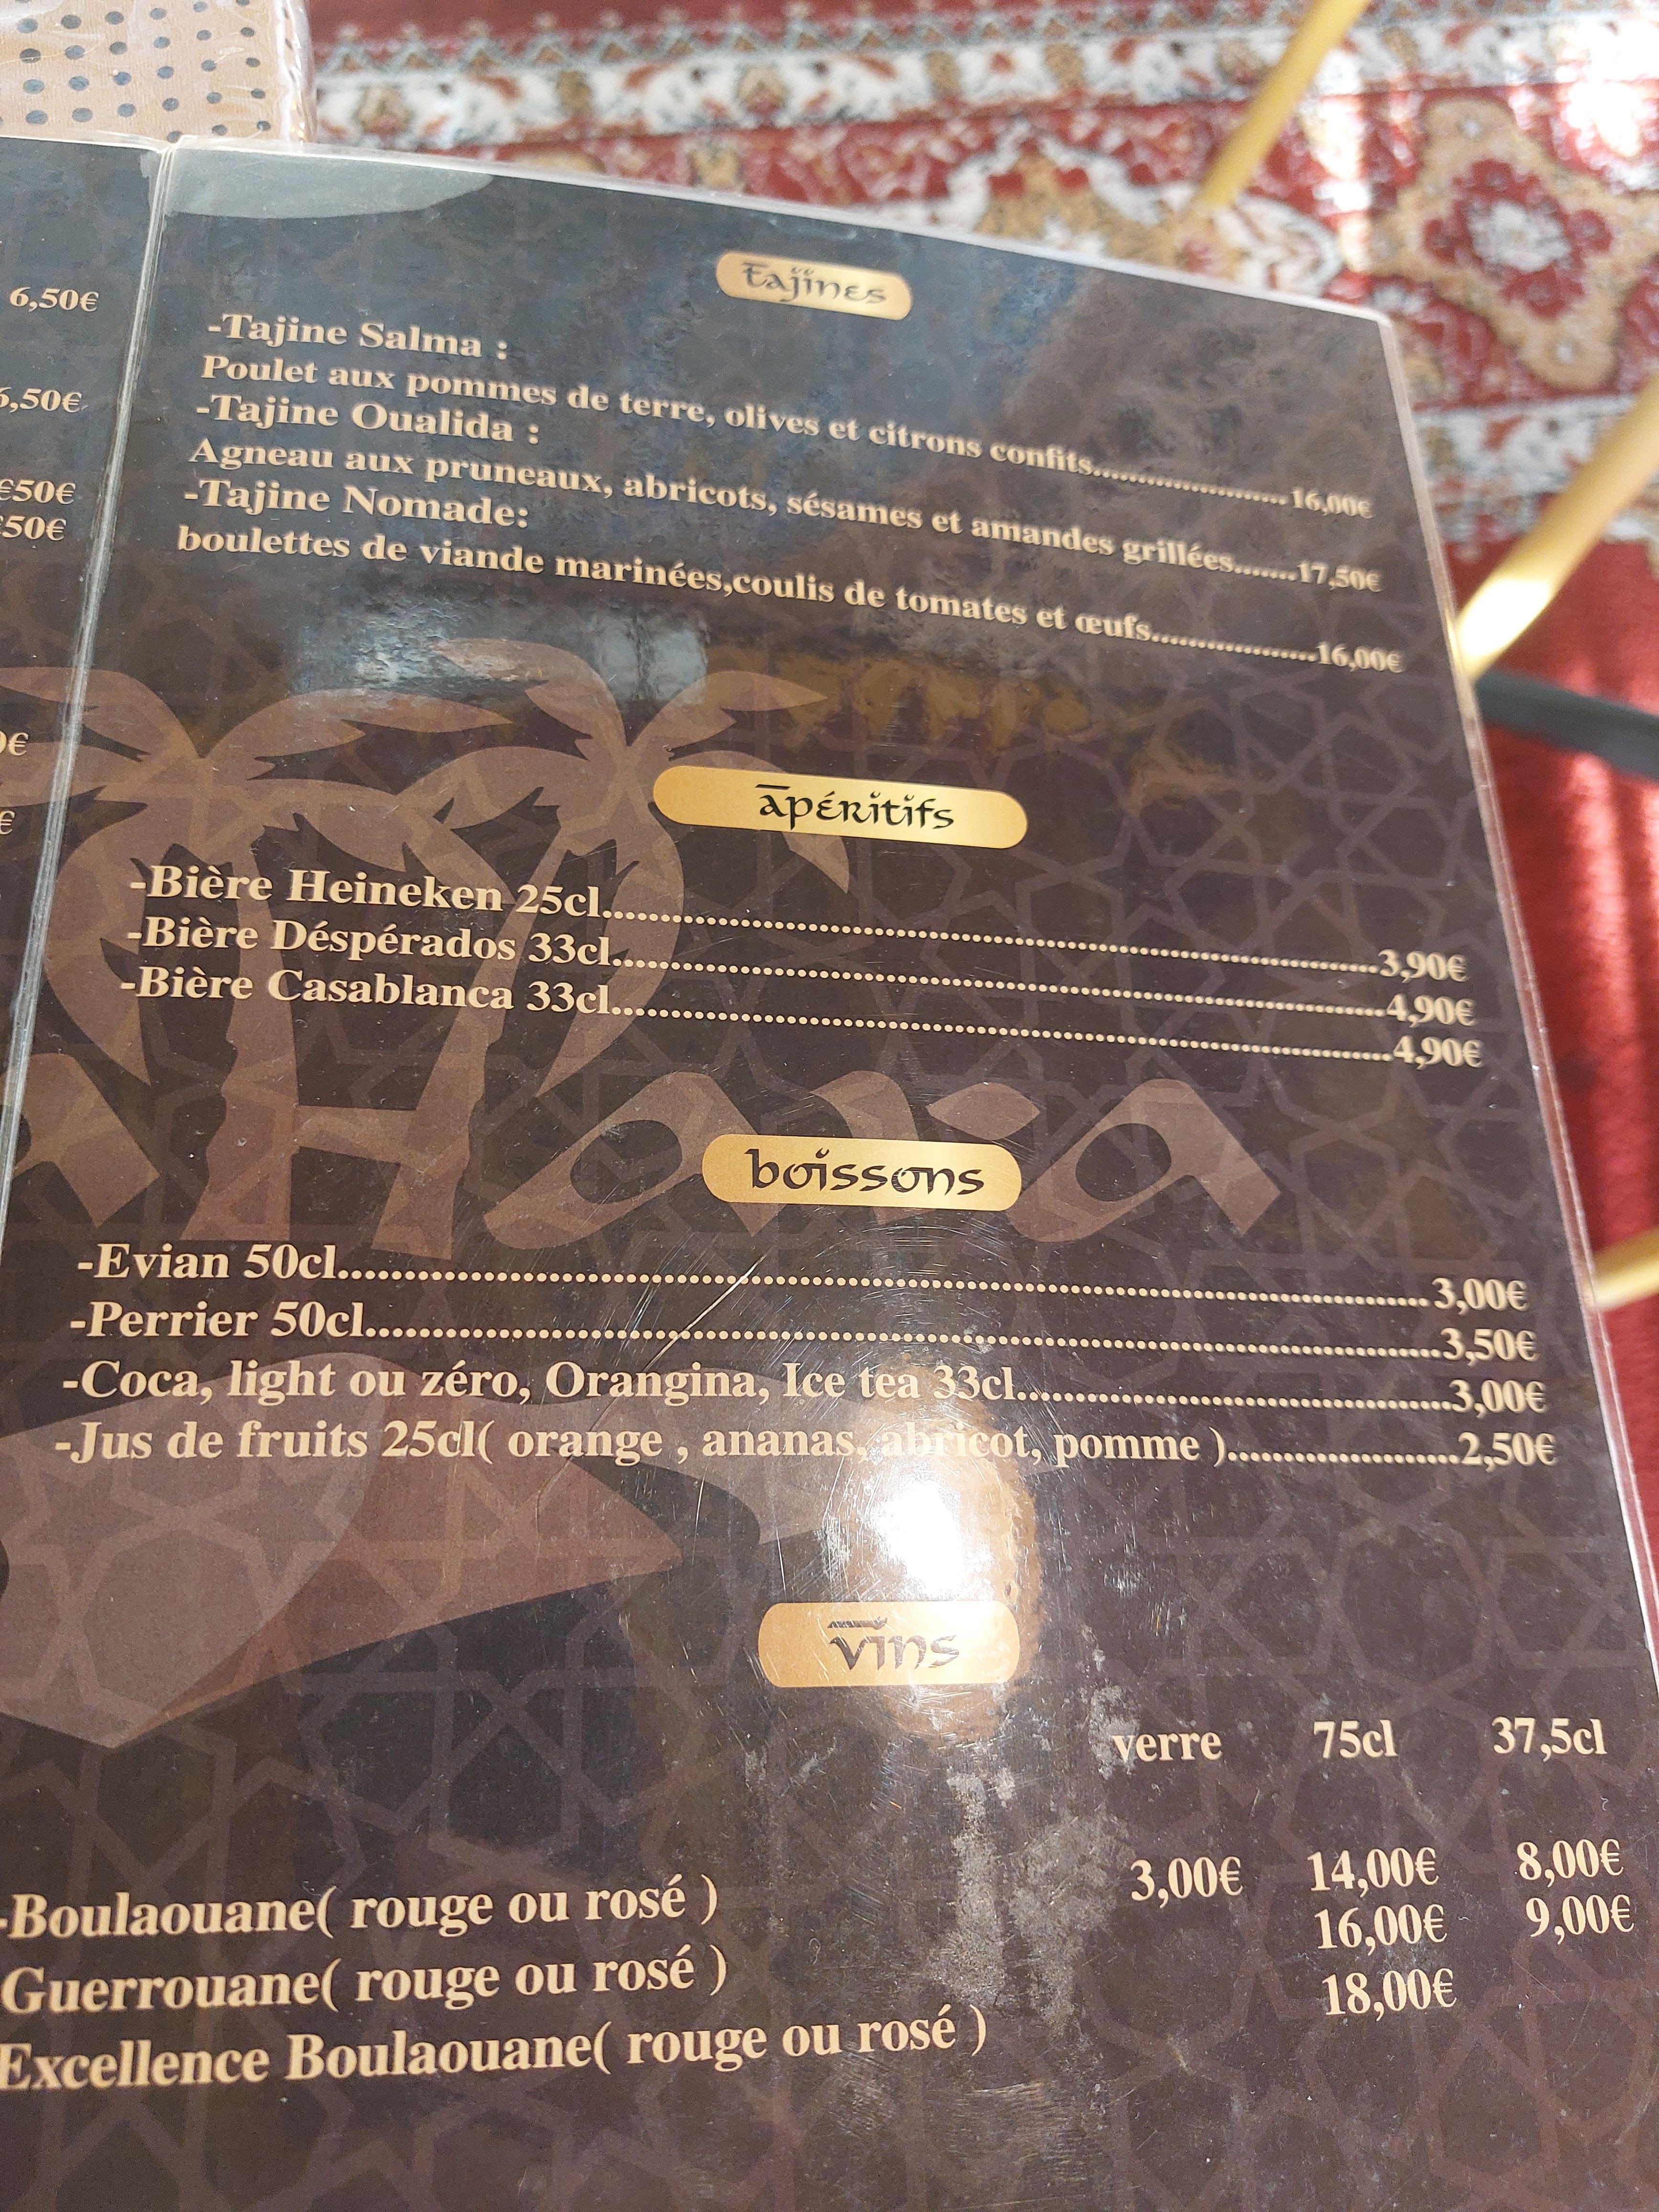 6,50€
6,50€
€50€
50€
€
€
tajines
-Tajine Salma :
Poulet aux pommes de terre, olives et citrons confits......................16,00€
-Tajine Oualida :
Agneau aux pruneaux, abricots, sésames et amandes grillées.......17,50€
-Tajine Nomade:
boulettes de viande marinées,coulis de tomates et œufs...................16,00€
apéritifs
-Bière Heineken 25cl................................................................................3,90€
-Bière Déspérados 33cl................................................................................4,90€
-Bière Casablanca 33cl................................................................................4,90€
Hara
boissons
-Evian 50cl................................................................................3,00€
-Perrier 50cl................................................................................3,50€
-Coca, light ou zéro, Orangina, Ice tea 33cl........................................3,00€
-Jus de fruits 25cl( orange , ananas, abricot, pomme ).....................2,50€
vins
verre 75cl 37,5cl
-Boulaouane( rouge ou rosé ) 3,00€ 14,00€ 8,00€
Guerrouane( rouge ou rosé ) 16,00€ 9,00€
Excellence Boulaouane( rouge ou rosé ) 18,00€